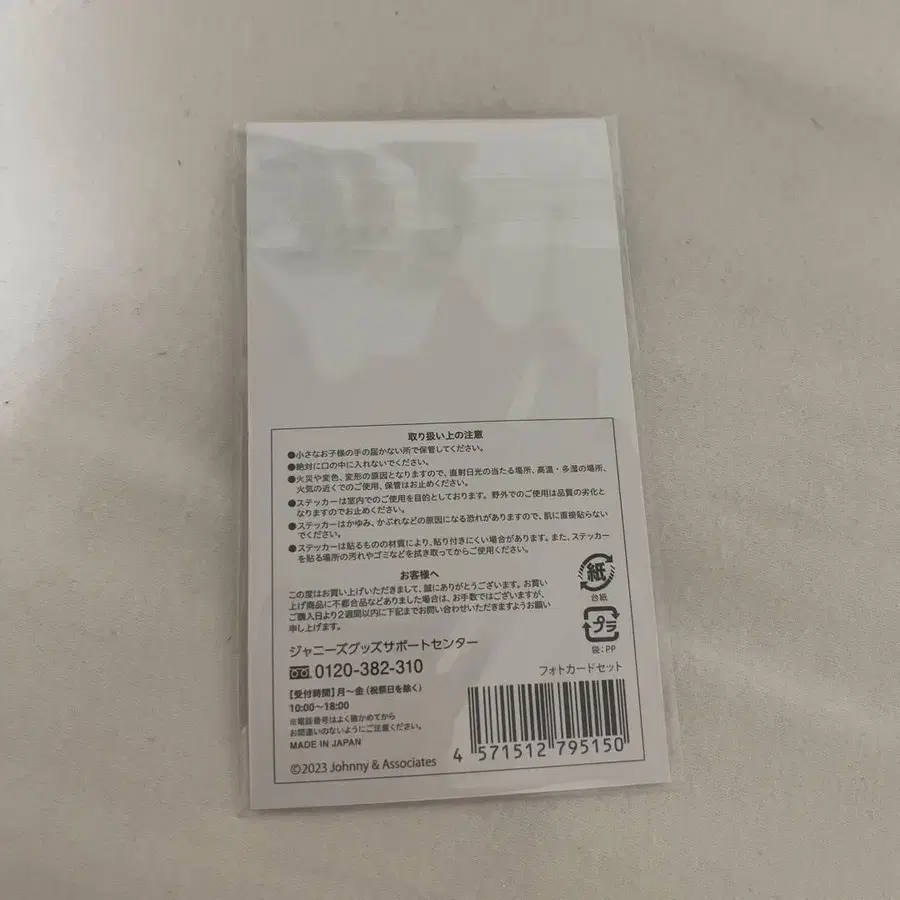 取り扱い上の注意
●小さなお子様の手の届かない所で保管してください。
●絶対に口の中に入れないでください。
●火災や変色、変形の原因となりますので、直射日光の当たる場所、高温・多湿の場所、
火気の近くでのご使用、保管はお止めください。
●ステッカーは室内でのご使用を目的としております。野外でのご使用は品質の劣化と
なりますのでお止めください。
●ステッカーはかゆみ、かぶれなどの原因になる恐れがありますので、肌に直接貼らない
でください。
●ステッカーは貼るものの材質により、貼り付きにくい場合があります。また、ステッカー
を貼る場所の汚れやゴミなどを拭き取ってからご使用ください。
お客様へ
この度はお買い上げいただきまして、誠にありがとうございます。お買い
上げ商品に不都合品などありました場合は、お手数ではございますが、
ご購入日より2週間以内に下記までお問い合わせいただきますようお願い
申し上げます。
紙
台紙
プラ
袋:PP
ジャニーズグッズサポートセンター
0120-382-310
フォトカードセット
【受付時間】月〜金（祝祭日を除く）
10:00〜18:00
※電話番号はよく確かめてから
お間違いのないようにご注意ください。
MADE IN JAPAN
©2023 Johnny & Associates
4 571512 795150